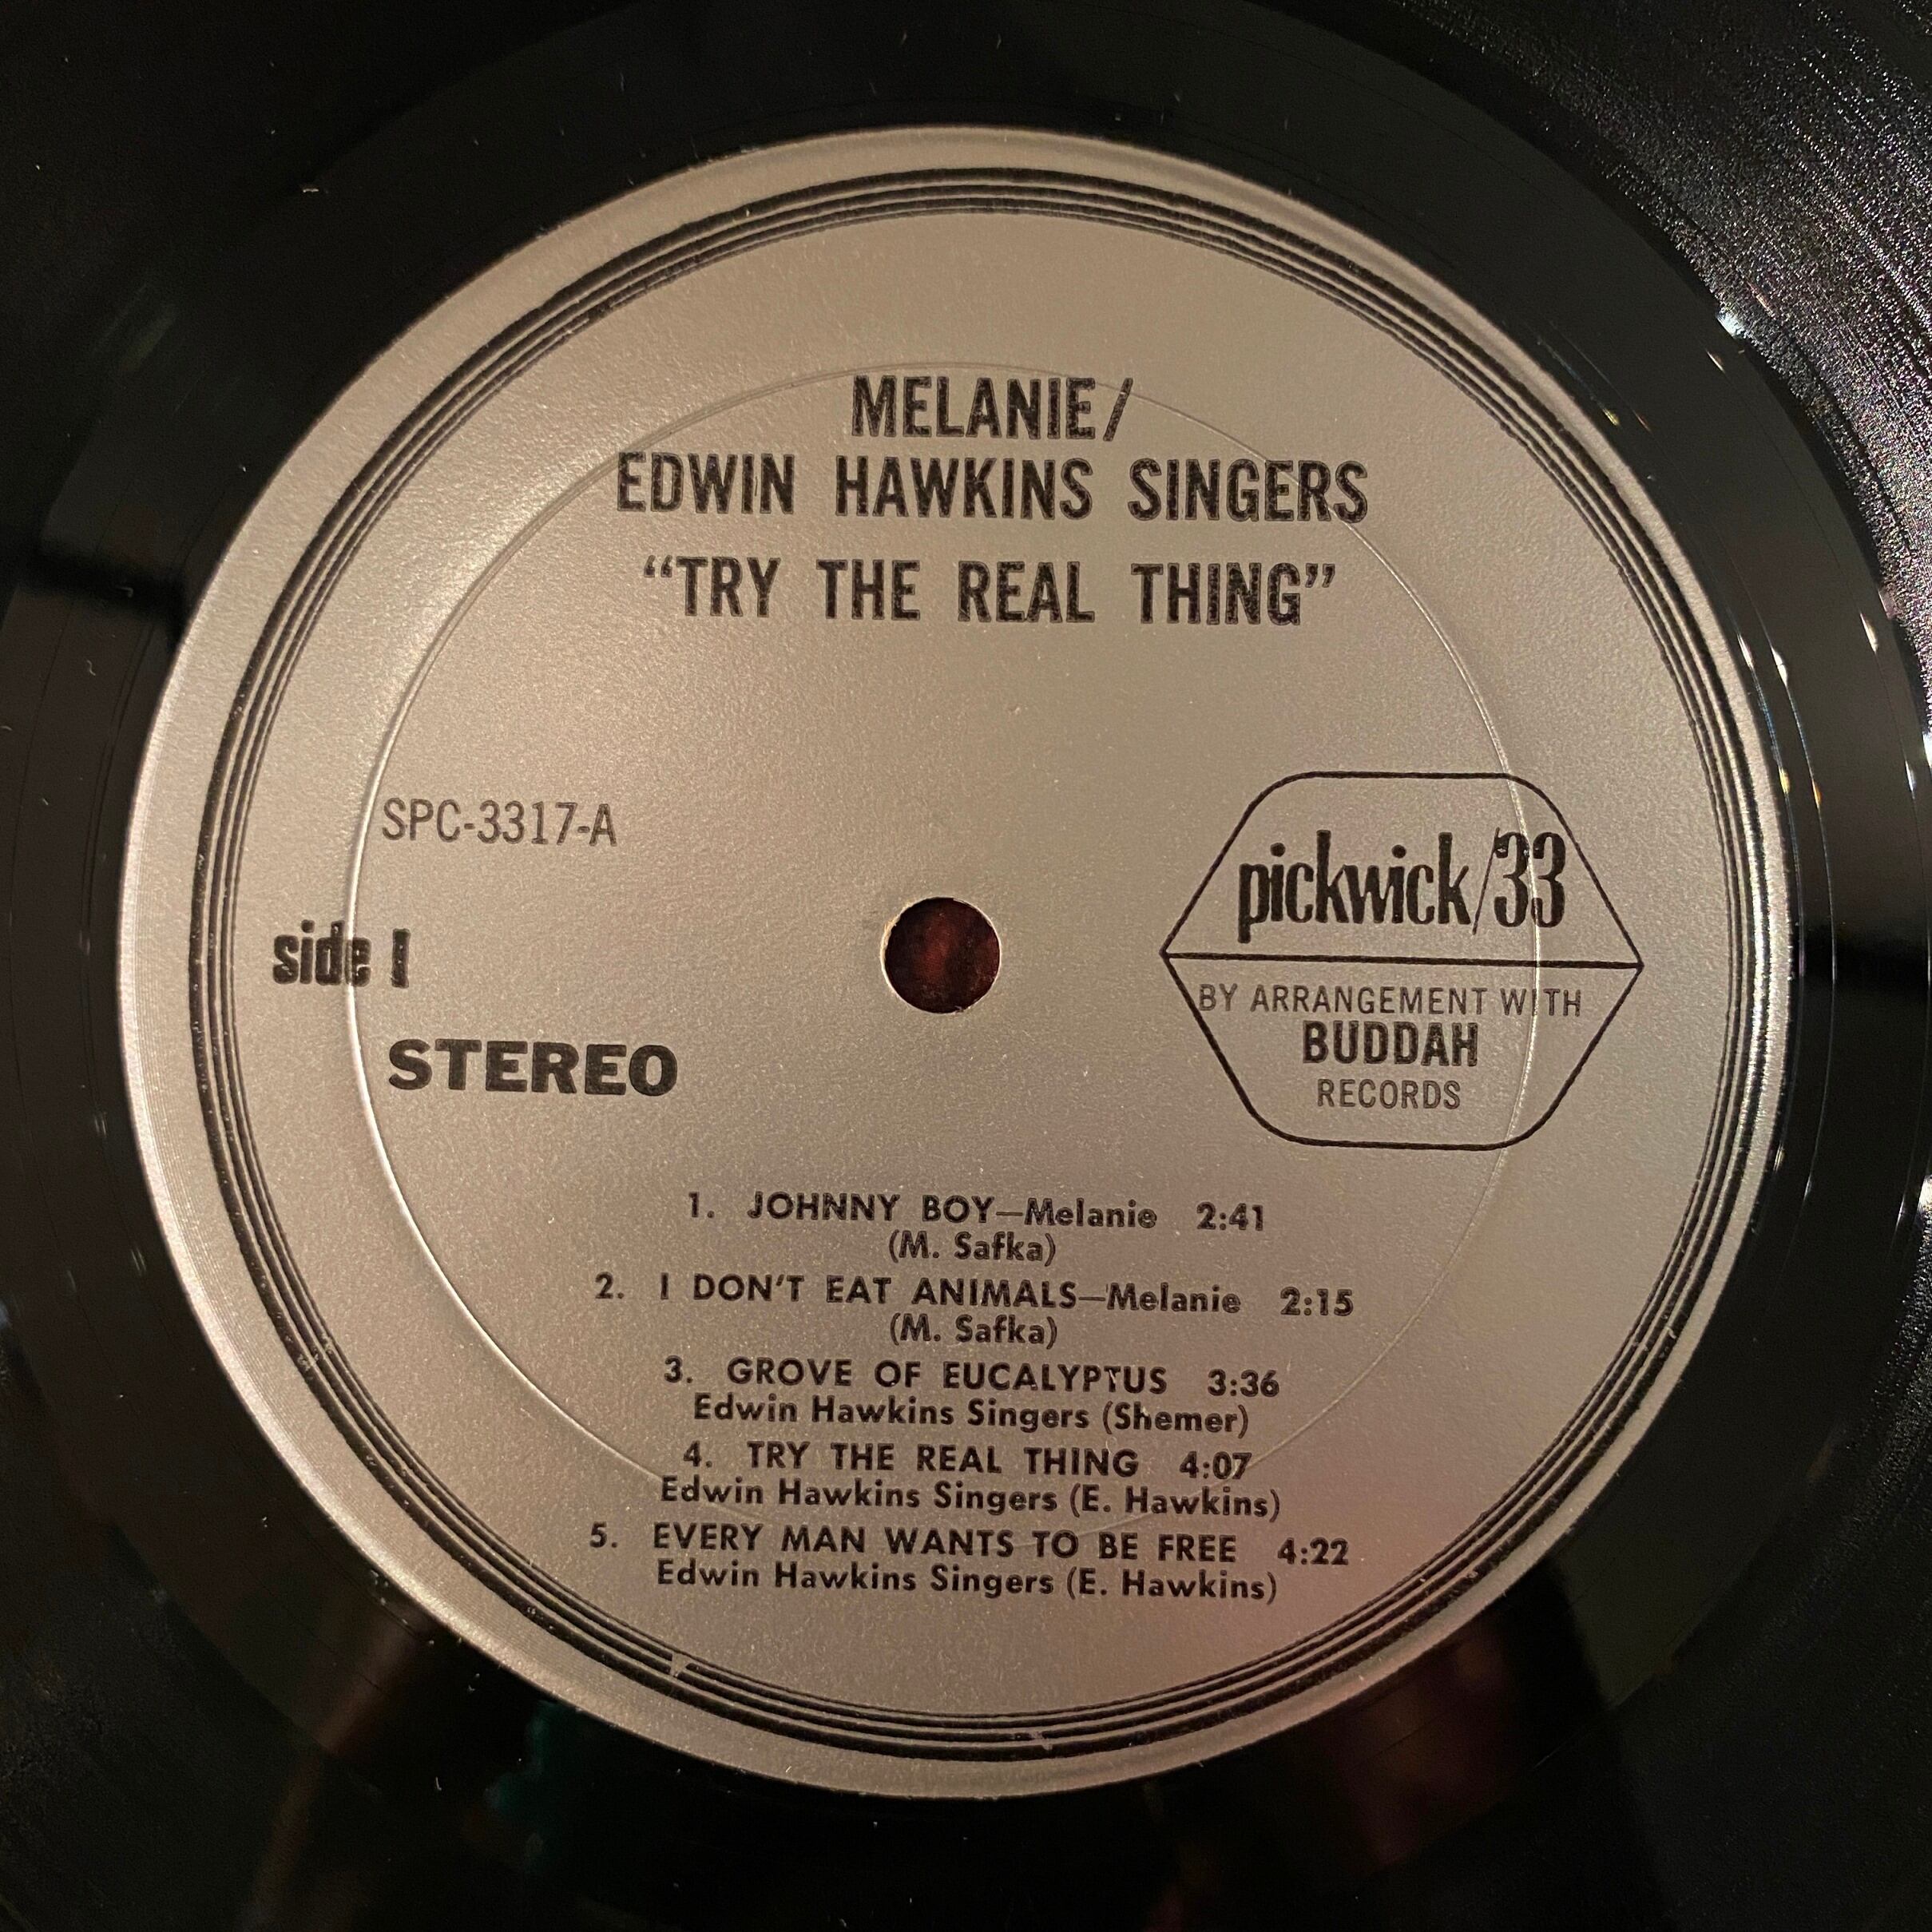 MELANIE/
EDWIN HAWKINS SINGERS
“TRY THE REAL THING”
SPC-3317-A
side I
STEREO
pickwick/33
BY ARRANGEMENT WITH
BUDDAH
RECORDS
1. JOHNNY BOY—Melanie 2:41
(M. Safka)
2. I DON'T EAT ANIMALS—Melanie 2:15
(M. Safka)
3. GROVE OF EUCALYPTUS 3:36
Edwin Hawkins Singers (Shemer)
4. TRY THE REAL THING 4:07
Edwin Hawkins Singers (E. Hawkins)
5. EVERY MAN WANTS TO BE FREE 4:22
Edwin Hawkins Singers (E. Hawkins)